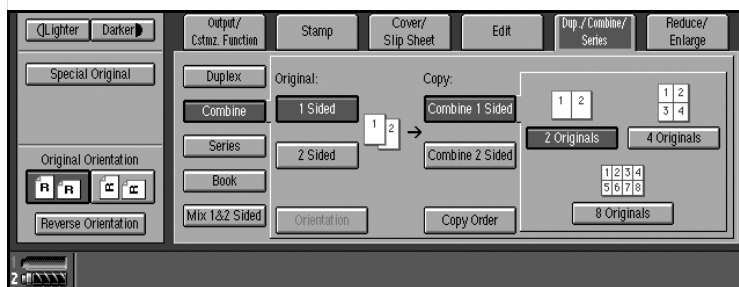 Lighter Darker
Output/
Cstmz. Function
Stamp
Cover/
Slip Sheet
Edit
Dup./Combine/
Series
Reduce/
Enlarge
Special Original
Original Orientation
R R R R
Reverse Orientation
Duplex
Combine
Series
Book
Mix 1&2 Sided
Original:
1 Sided
2 Sided
Orientation
1 2
Copy:
Combine 1 Sided
Combine 2 Sided
Copy Order
1 2
2 Originals
1 2
3 4
4 Originals
1 2 3 4
5 6 7 8
8 Originals
1
2